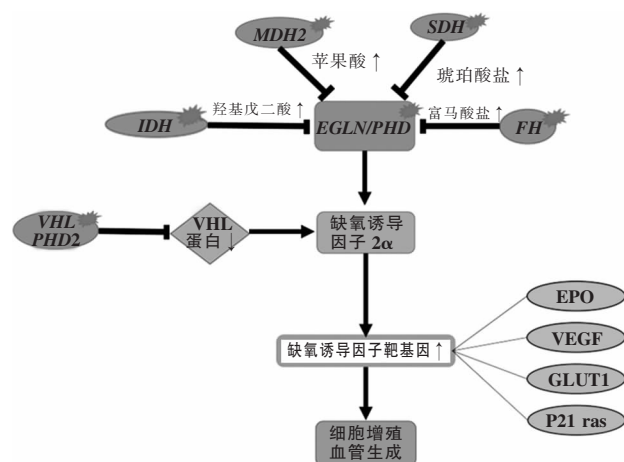 MDH2
SDH
苹果酸↑
琥珀酸盐↑
羟基戊二酸↑
富马酸盐↑
IDH
EGLN/PHD
FH
VHL
PHD2
VHL
蛋白↓
缺氧诱导
因子 2α
缺氧诱导因子靶基因↑
EPO
VEGF
GLUT1
P21 ras
细胞增殖
血管生成